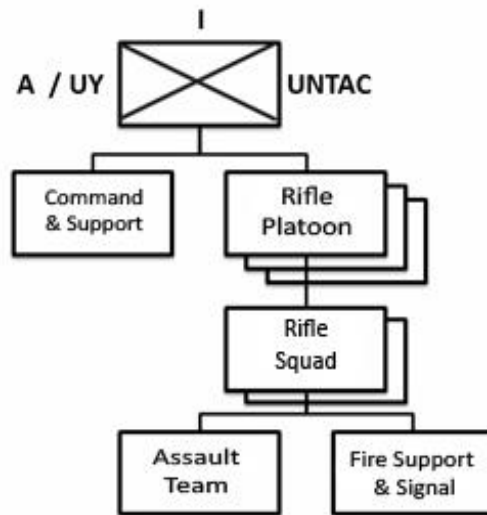 I
A / UY UNTAC
Command
& Support
Rifle
Platoon
Rifle
Squad
Assault
Team
Fire Support
& Signal